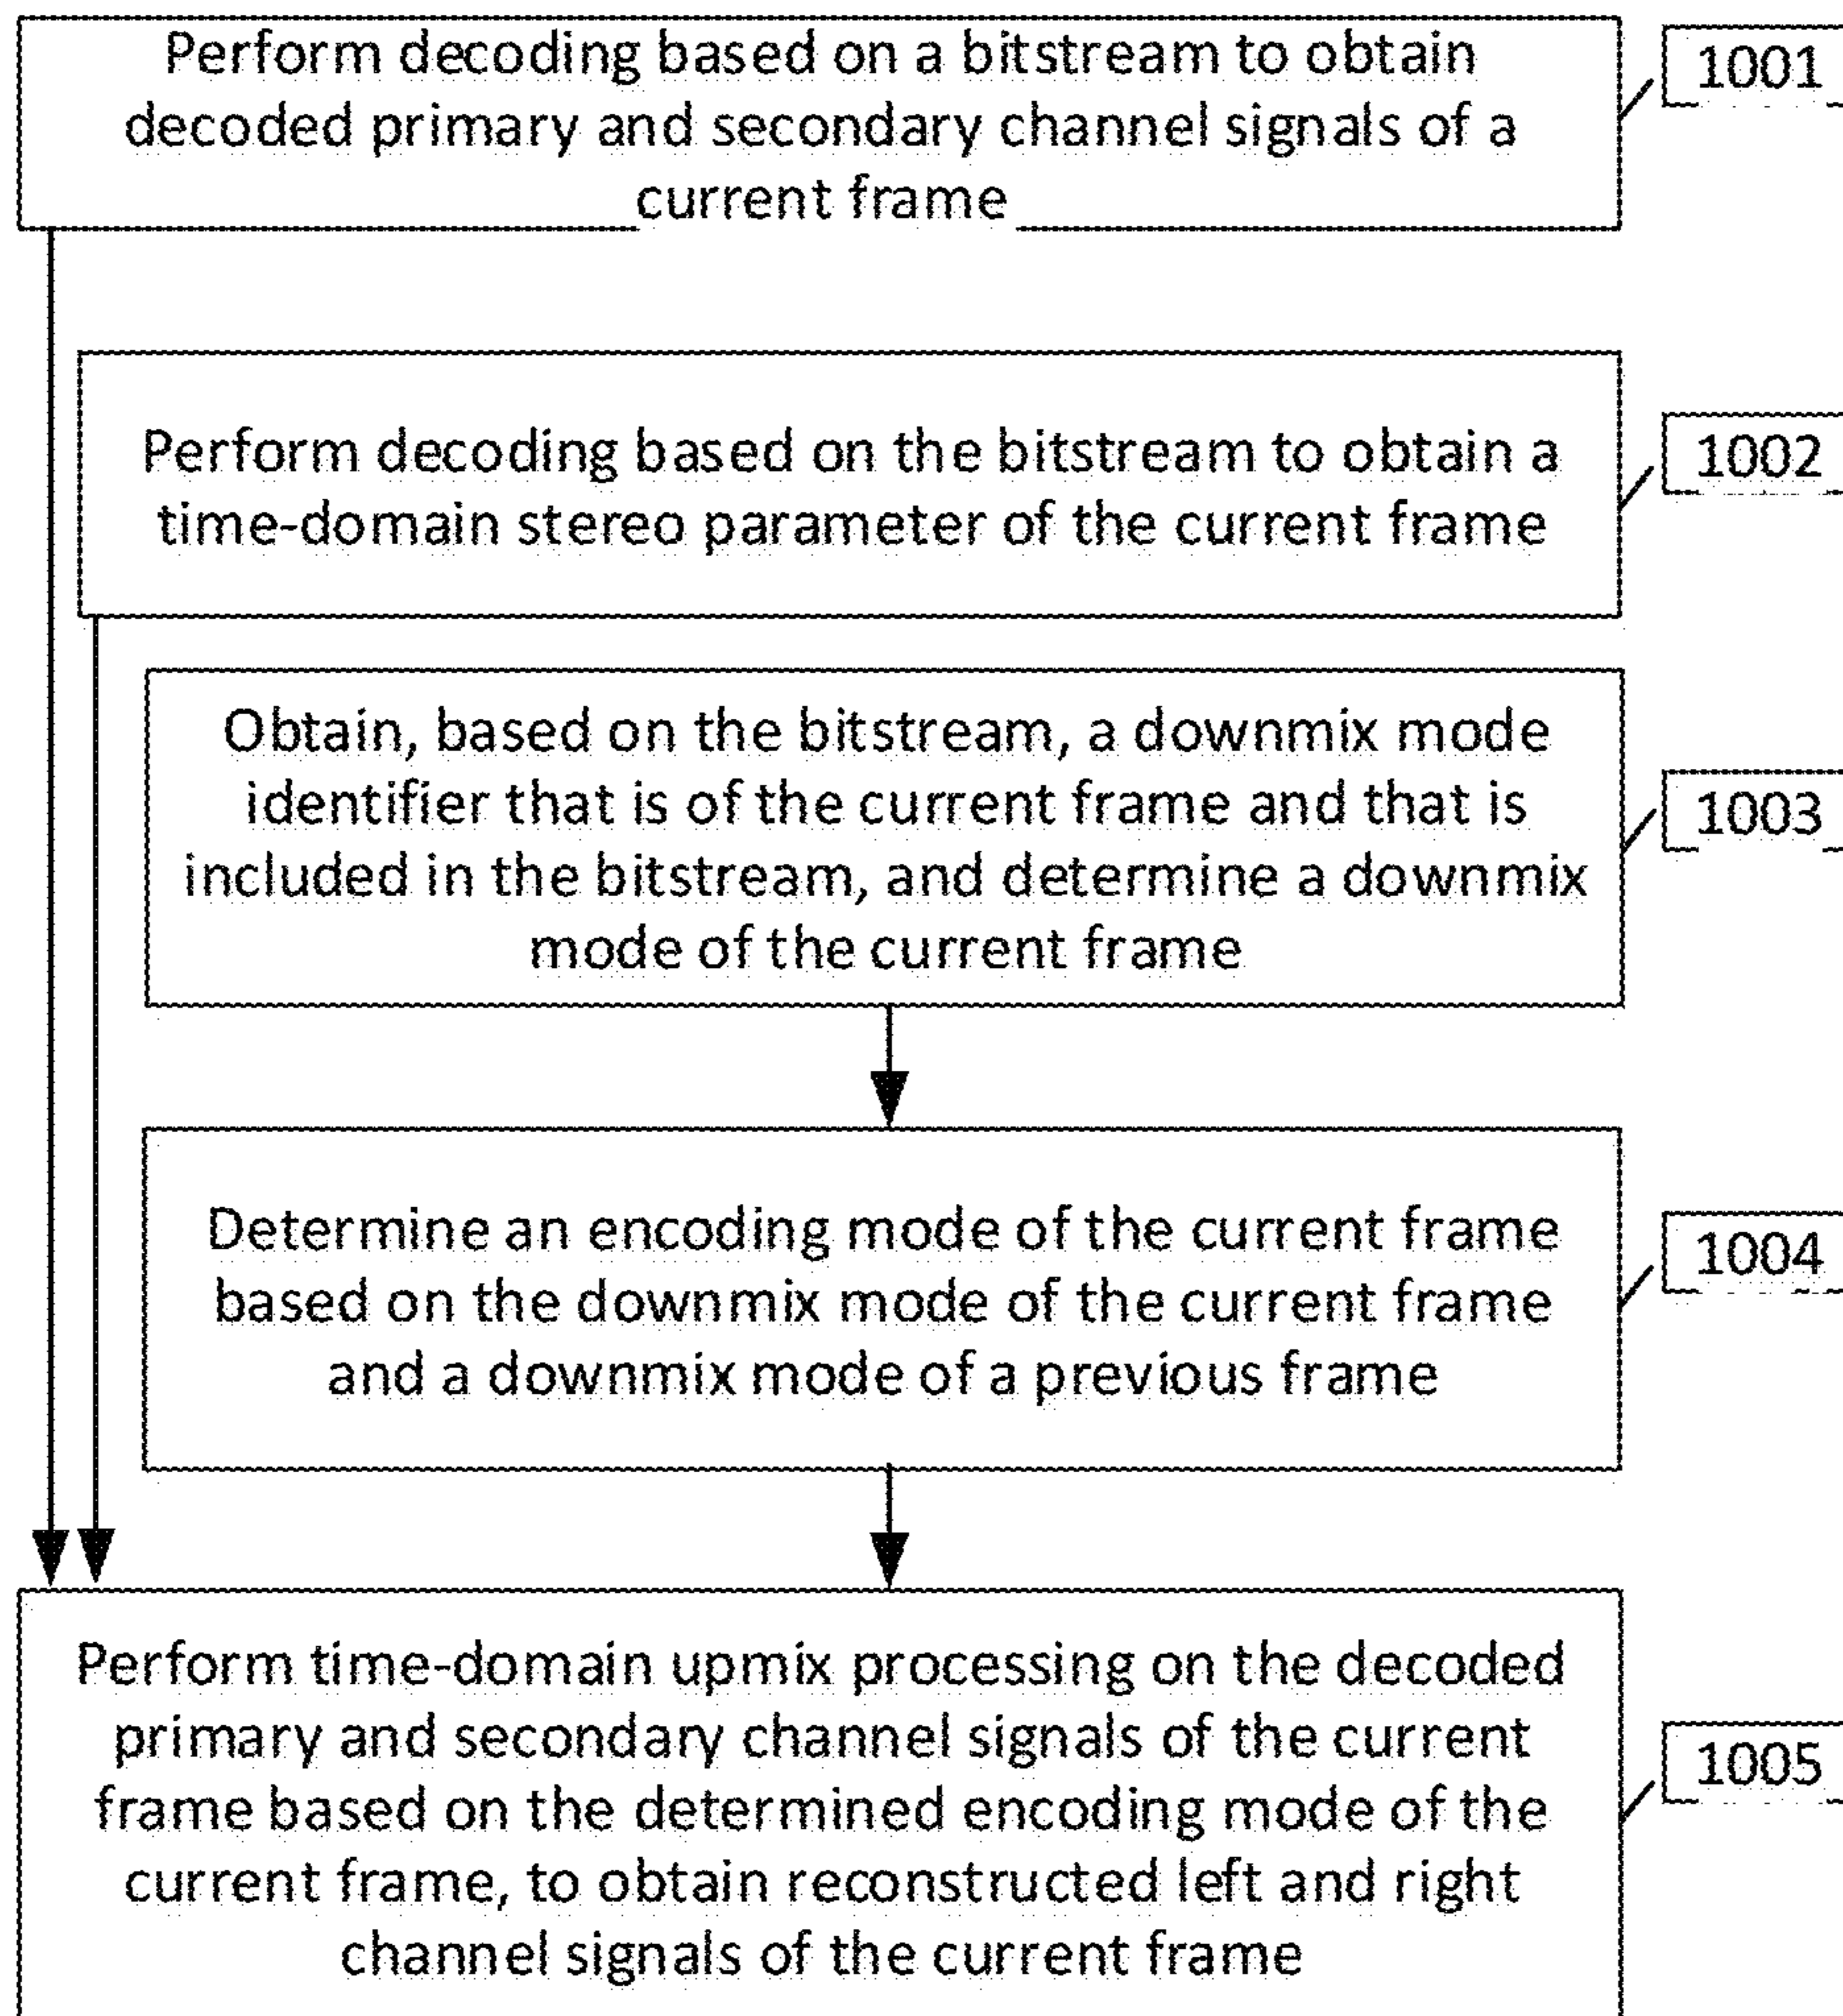 Perform decoding based on a bitstream to obtain
decoded primary and secondary channel signals of a
current frame
1001
Perform decoding based on the bitstream to obtain a
time-domain stereo parameter of the current frame
1002
Obtain, based on the bitstream, a downmix mode
identifier that is of the current frame and that is
included in the bitstream, and determine a downmix
mode of the current frame
1003
Determine an encoding mode of the current frame
based on the downmix mode of the current frame
and a downmix mode of a previous frame
1004
Perform time-domain upmix processing on the decoded
primary and secondary channel signals of the current
frame based on the determined encoding mode of the
current frame, to obtain reconstructed left and right
channel signals of the current frame
1005